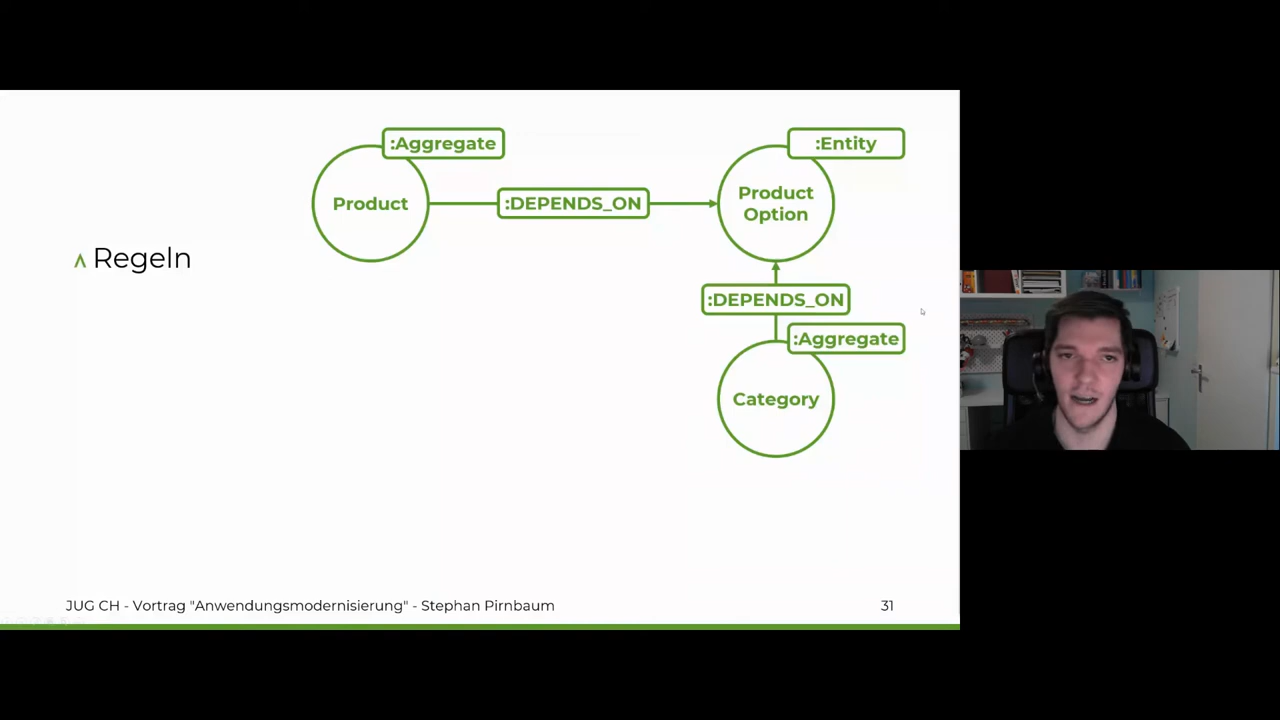 :Aggregate
:Entity
Product
:DEPENDS_ON
Product
Option
Regeln
:DEPENDS_ON
:Aggregate
Category
JUG CH - Vortrag "Anwendungsmodernisierung" - Stephan Pirnbaum
31